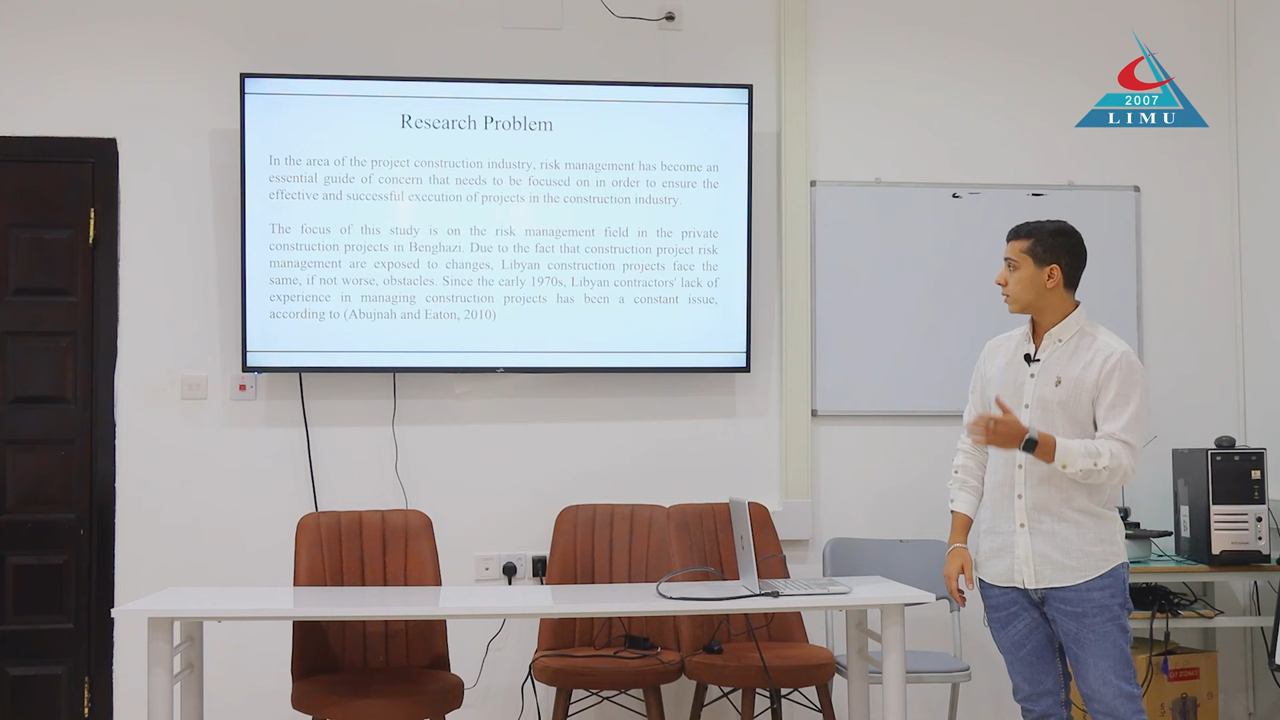 Research Problem
In the area of the project construction industry, risk management has become an
essential guide of concern that needs to be focused on in order to ensure the
effective and successful execution of projects in the construction industry.
The focus of this study is on the risk management field in the private
construction projects in Benghazi. Due to the fact that construction project risk
management are exposed to changes, Libyan construction projects face the
same, if not worse, obstacles. Since the early 1970s, Libyan contractors' lack of
experience in managing construction projects has been a constant issue,
according to (Abujnah and Eaton, 2010)
2007
LIMU